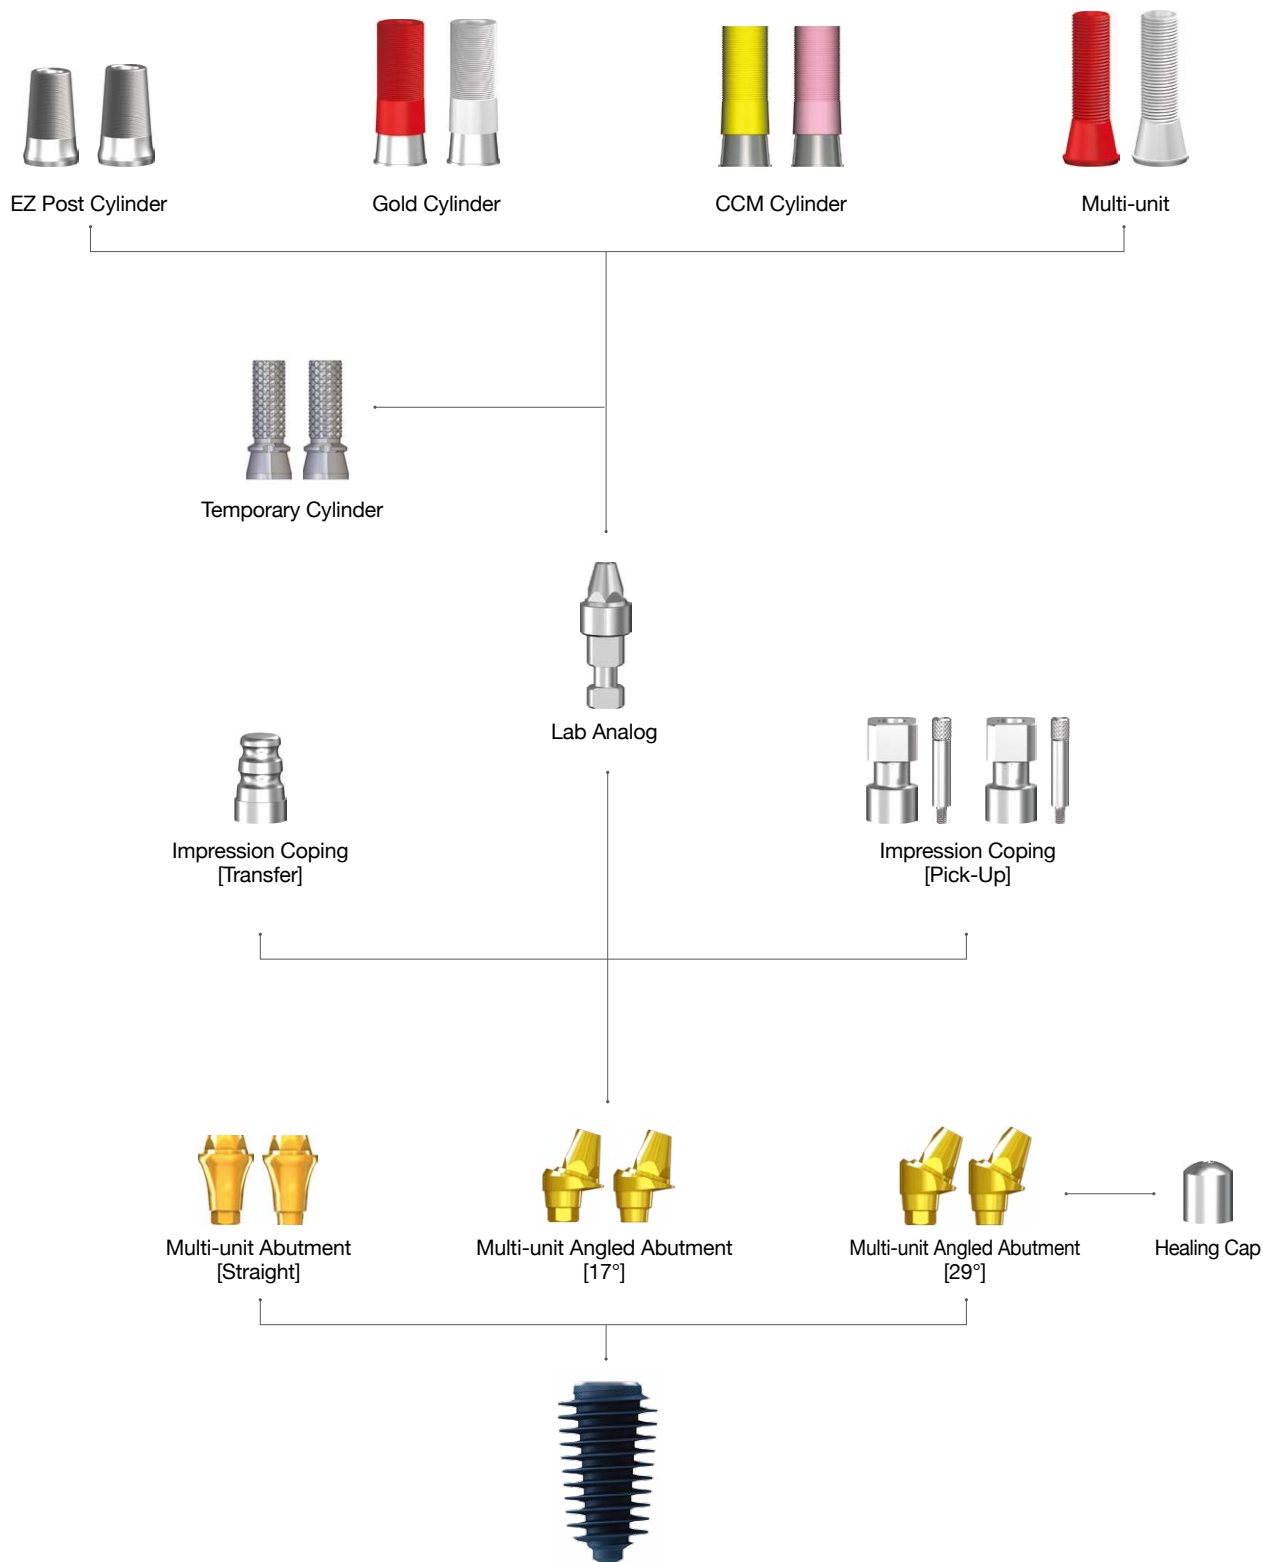 EZ Post Cylinder
Gold Cylinder
CCM Cylinder
Multi-unit
Temporary Cylinder
Lab Analog
Impression Coping
[Transfer]
Impression Coping
[Pick-Up]
Multi-unit Abutment
[Straight]
Multi-unit Angled Abutment
[17°]
Multi-unit Angled Abutment
[29°]
Healing Cap